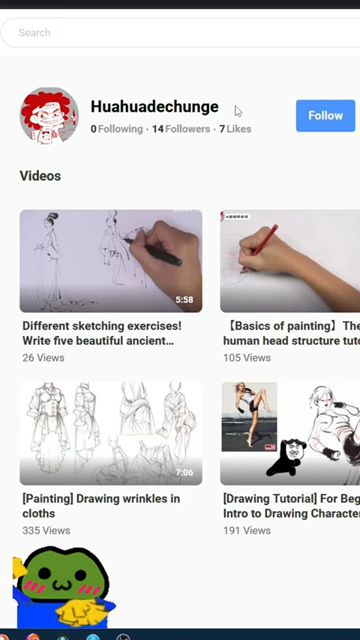 Search
Huahuadechunge
0 Following · 14 Followers · 7 Likes
Follow
Videos
5:58
Different sketching exercises!
Write five beautiful ancient...
26 Views
【Basics of painting】The
human head structure tuto
105 Views
7:06
[Painting] Drawing wrinkles in
cloths
335 Views
[Drawing Tutorial] For Beg
Intro to Drawing Character
191 Views